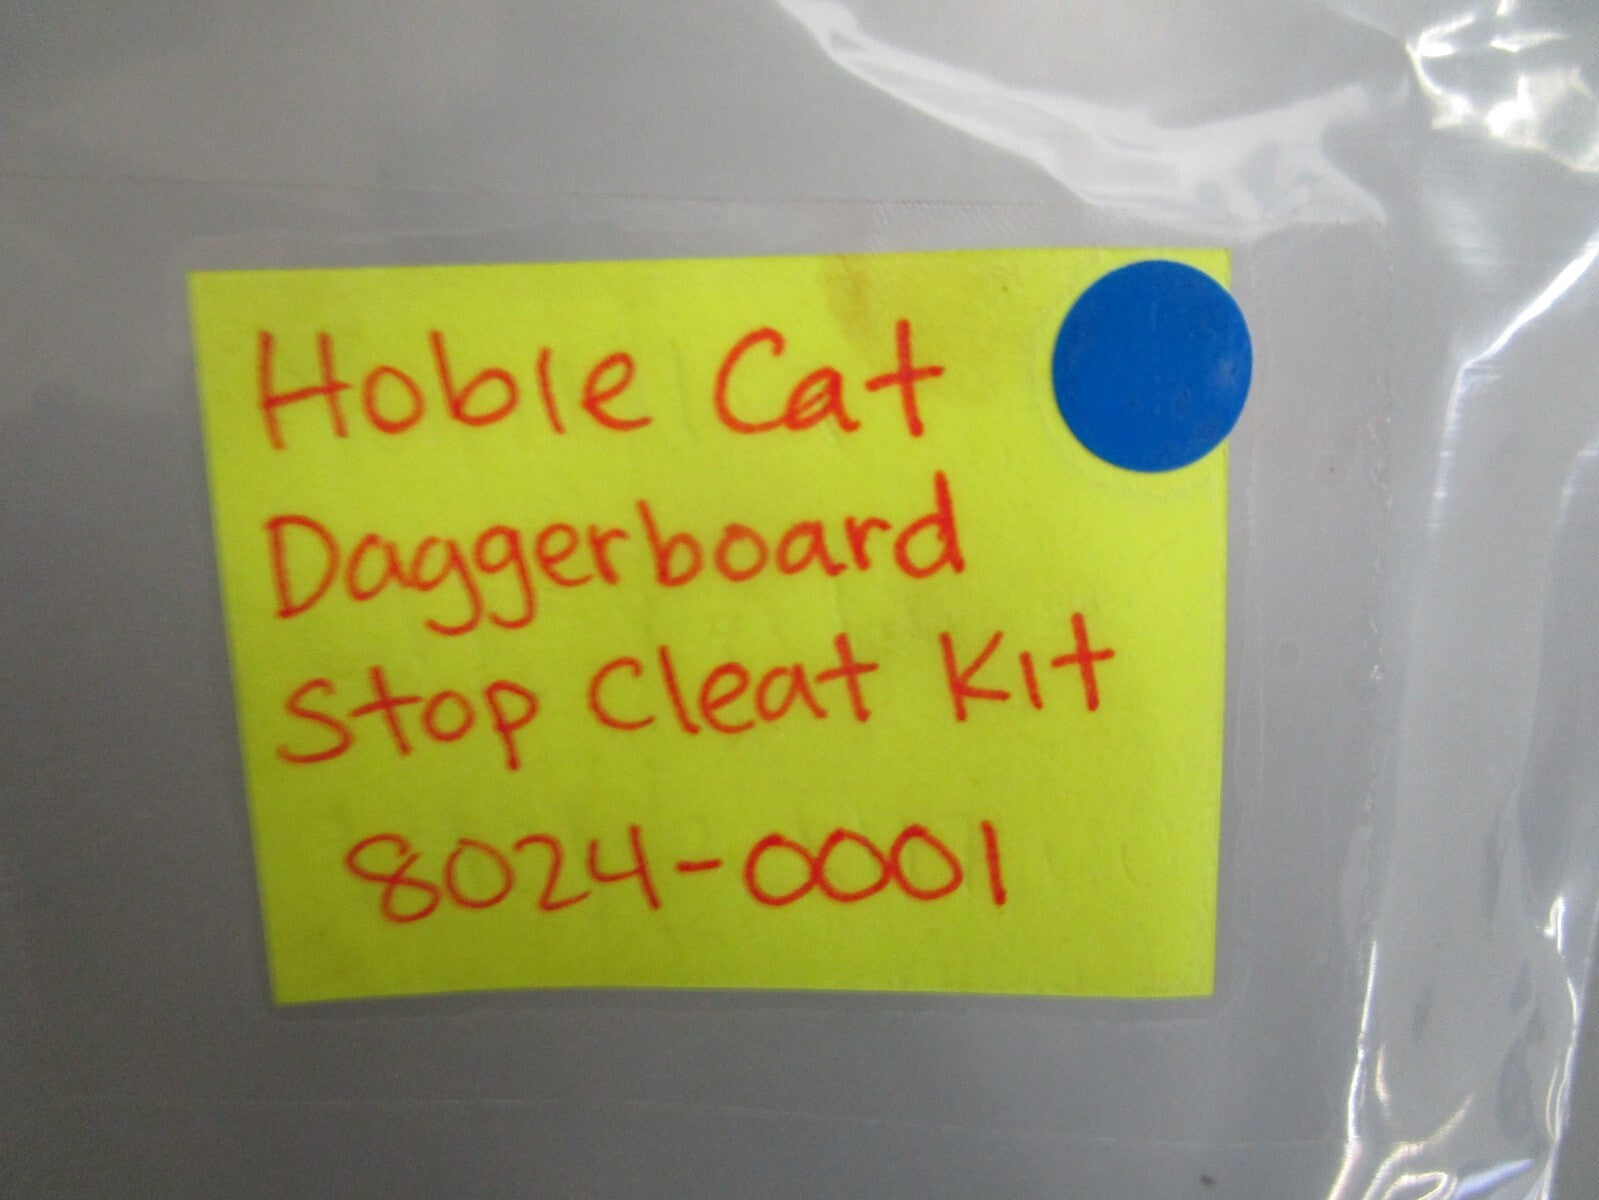 Hobie Cat
Daggerboard
Stop Cleat Kit
8024-0001